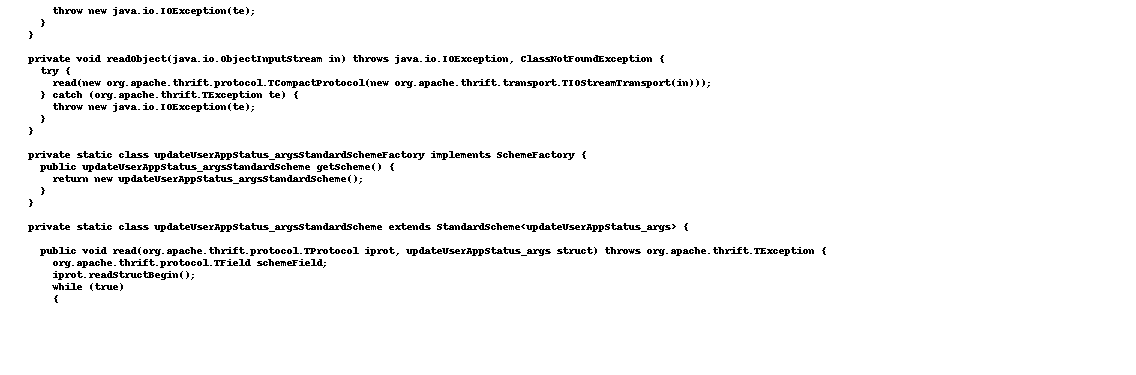 throw new java.io.IOException(te);
}
}
private void readObject(java.io.ObjectInputStream in) throws java.io.IOException, ClassNotFoundException {
try {
read(new org.apache.thrift.protocol.TCompactProtocol(new org.apache.thrift.transport.TIOStreamTransport(in)));
} catch (org.apache.thrift.TException te) {
throw new java.io.IOException(te);
}
}
private static class updateUserAppStatus_argsStandardSchemeFactory implements SchemeFactory {
public updateUserAppStatus_argsStandardScheme getScheme() {
return new updateUserAppStatus_argsStandardScheme();
}
}
private static class updateUserAppStatus_argsStandardScheme extends StandardScheme<updateUserAppStatus_args> {
public void read(org.apache.thrift.protocol.TProtocol iprot, updateUserAppStatus_args struct) throws org.apache.thrift.TException {
org.apache.thrift.protocol.TField schemeField;
iprot.readStructBegin();
while (true)
{